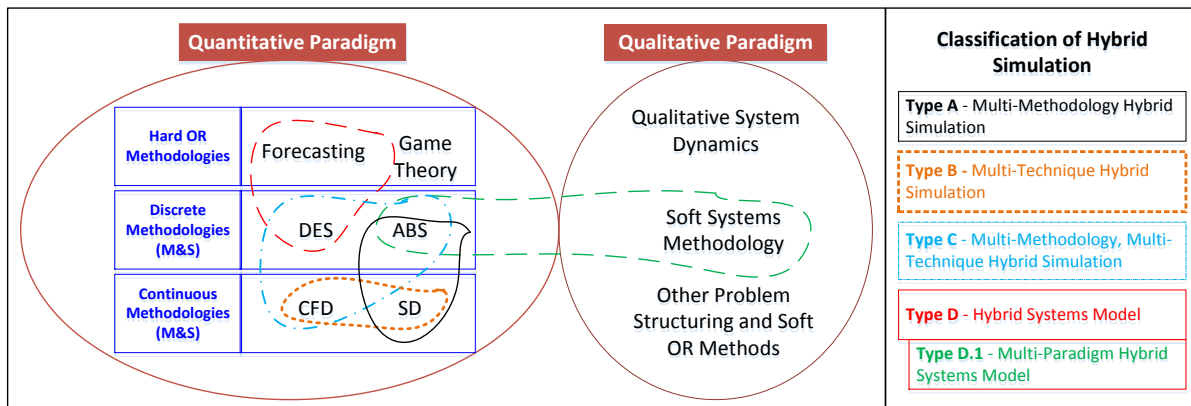 Quantitative Paradigm
Qualitative Paradigm
Hard OR
Methodologies
Forecasting
Game
Theory
Discrete
Methodologies
(M&S)
DES
ABS
Continuous
Methodologies
(M&S)
CFD
SD
Qualitative System
Dynamics
Soft Systems
Methodology
Other Problem
Structuring and Soft
OR Methods
Classification of Hybrid
Simulation
Type A - Multi-Methodology Hybrid
Simulation
Type B - Multi-Technique Hybrid
Simulation
Type C - Multi-Methodology, Multi-
Technique Hybrid Simulation
Type D - Hybrid Systems Model
Type D.1 - Multi-Paradigm Hybrid
Systems Model